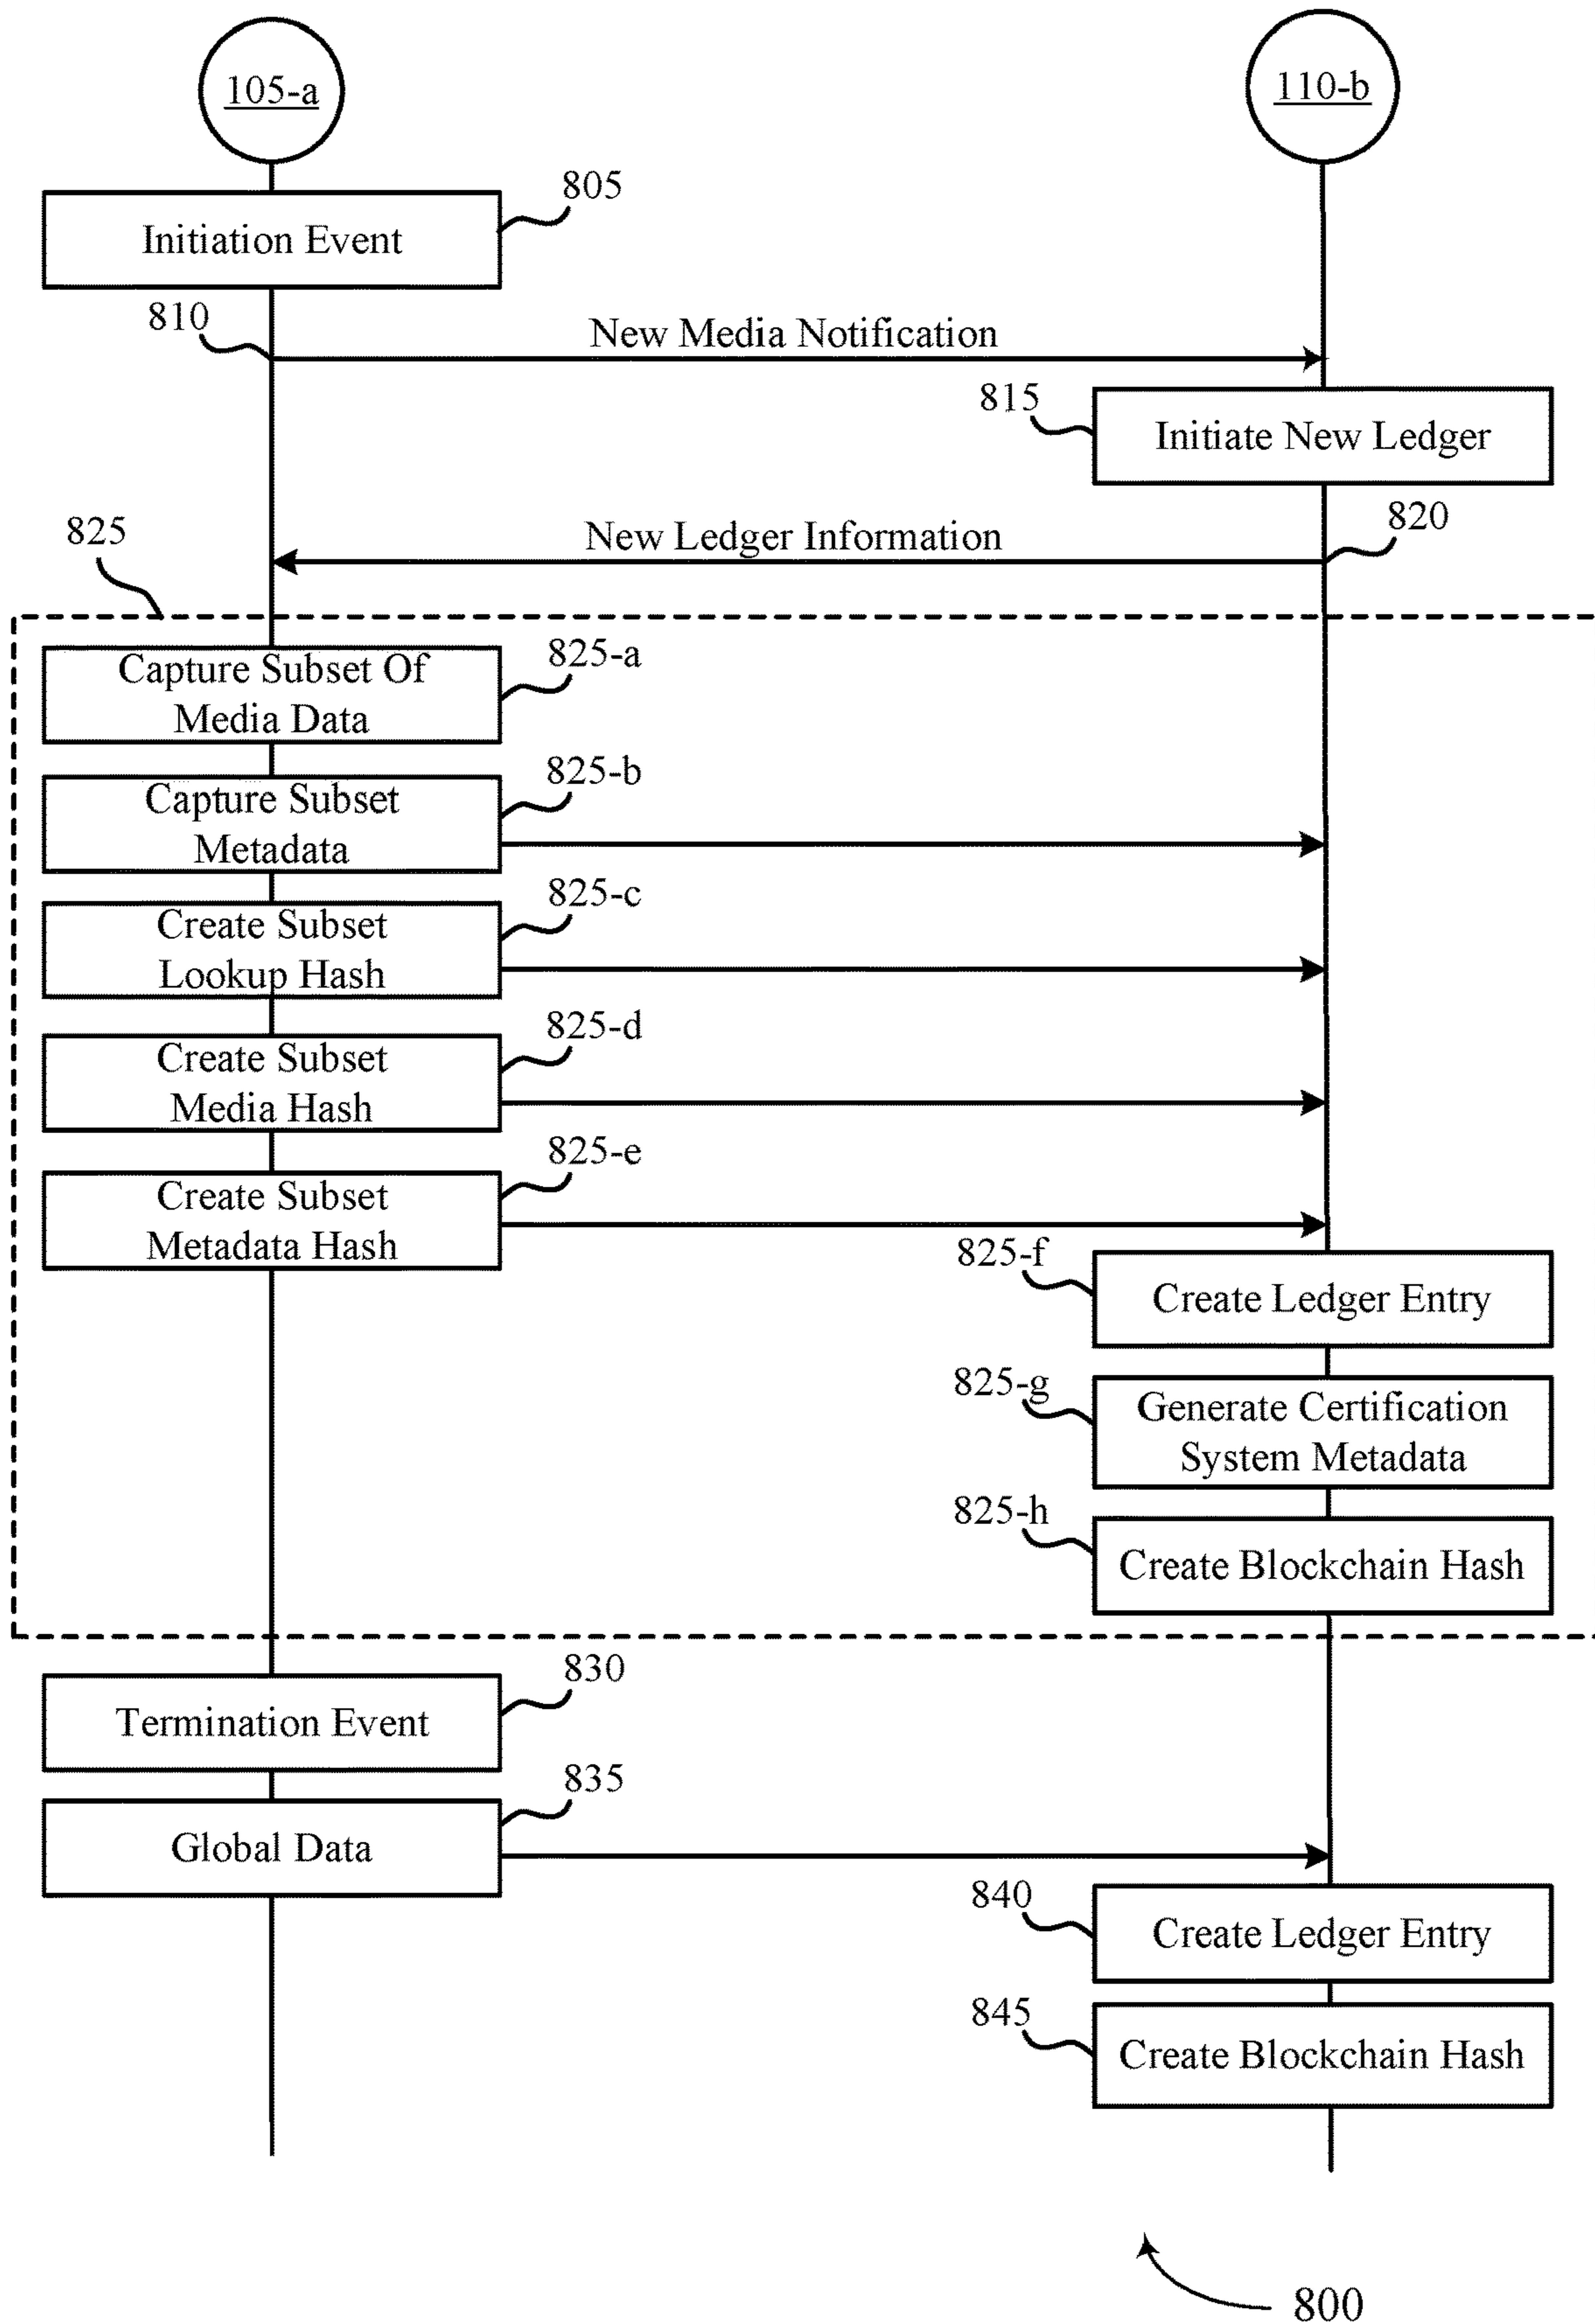 105-a
110-b
805
Initiation Event
810
New Media Notification
815
Initiate New Ledger
820
New Ledger Information
825
Capture Subset Of
Media Data
825-a
Capture Subset
Metadata
825-b
Create Subset
Lookup Hash
825-c
Create Subset
Media Hash
825-d
Create Subset
Metadata Hash
825-e
825-f
Create Ledger Entry
825-g
Generate Certification
System Metadata
825-h
Create Blockchain Hash
830
Termination Event
835
Global Data
840
Create Ledger Entry
845
Create Blockchain Hash
800